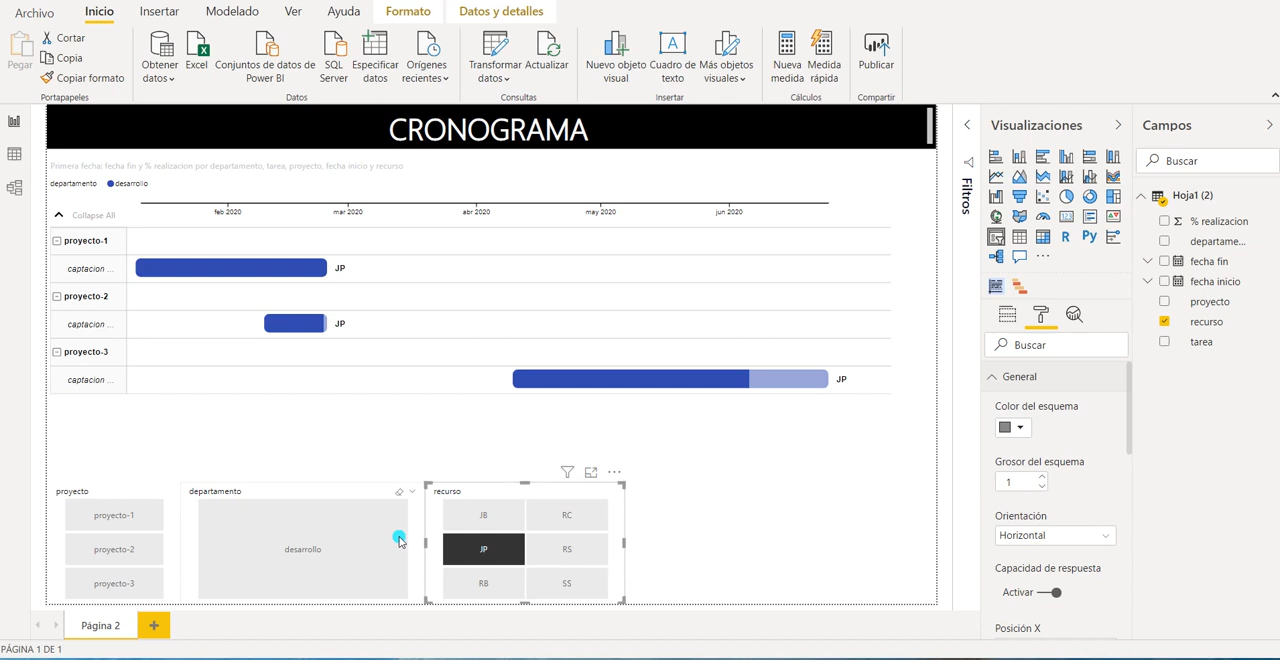 Archivo Inicio Insertar Modelado Ver Ayuda Formato Datos y detalles
Pegar
Cortar
Copia
Copiar formato
Portapapeles
Obtener datos
Excel
Conjuntos de datos de Power BI
SQL Server
Especificar datos
Orígenes recientes
Datos
Transformar datos
Actualizar
Consultas
Nuevo objeto visual
Cuadro de texto
Más objetos visuales
Insertar
Nueva medida
Medida rápida
Cálculos
Publicar
Compartir
CRONOGRAMA
Primera fecha: fecha fin y % realizacion por departamento, tarea, proyecto, fecha inicio y recurso
departamento desarrollo
feb 2020 mar 2020 abr 2020 may 2020 jun 2020
Collapse All
proyecto-1
captacion ... JP
proyecto-2
captacion ... JP
proyecto-3
captacion ... JP
proyecto
proyecto-1
proyecto-2
proyecto-3
departamento
desarrollo
recurso
JB RC
JP RS
RB SS
Página 2
PÁGINA 1 DE 1
Filtros
Visualizaciones
R Py
Buscar
General
Color del esquema
Grosor del esquema
1
Orientación
Horizontal
Capacidad de respuesta
Activar
Posición X
Campos
Buscar
Hoja1 (2)
Σ % realizacion
departame...
fecha fin
fecha inicio
proyecto
recurso
tarea